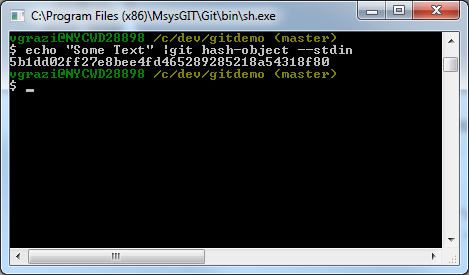 C:\Program Files (x86)\MsysGIT\Git\bin\sh.exe
vgrazi@NYCWD28898 /c/dev/gitdemo (master)
$ echo "Some Text" |git hash-object --stdin
5b1dd02ff27e8bee4fd465289285218a54318f80
vgrazi@NYCWD28898 /c/dev/gitdemo (master)
$ _